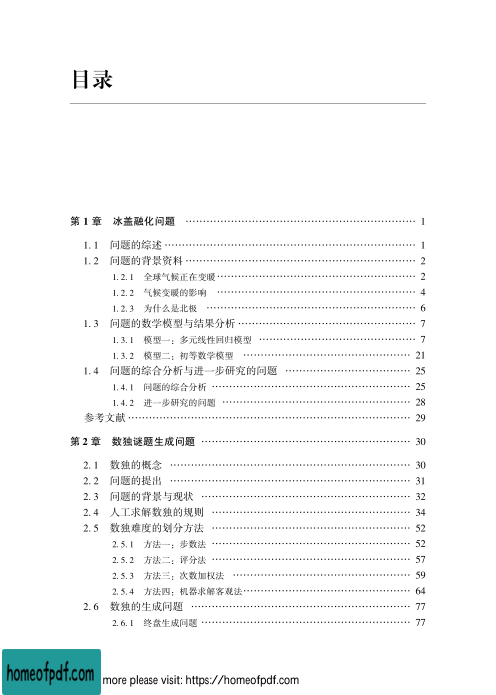 目录
第 1 章 冰盖融化问题 …… 1
1.1 问题的综述 …… 1
1.2 问题的背景资料 …… 2
1.2.1 全球气候正在变暖 …… 2
1.2.2 气候变暖的影响 …… 4
1.2.3 为什么是北极 …… 6
1.3 问题的数学模型与结果分析 …… 7
1.3.1 模型一：多元线性回归模型 …… 7
1.3.2 模型二：初等数学模型 …… 21
1.4 问题的综合分析与进一步研究的问题 …… 25
1.4.1 问题的综合分析 …… 25
1.4.2 进一步研究的问题 …… 28
参考文献 …… 29
第 2 章 数独谜题生成问题 …… 30
2.1 数独的概念 …… 30
2.2 问题的提出 …… 31
2.3 问题的背景与现状 …… 32
2.4 人工求解数独的规则 …… 34
2.5 数独难度的划分方法 …… 52
2.5.1 方法一：步数法 …… 52
2.5.2 方法二：评分法 …… 57
2.5.3 方法三：次数加权法 …… 59
2.5.4 方法四：机器求解客观法 …… 64
2.6 数独的生成问题 …… 77
2.6.1 终盘生成问题 …… 77
homeofpdf.com more please visit: https://homeofpdf.com